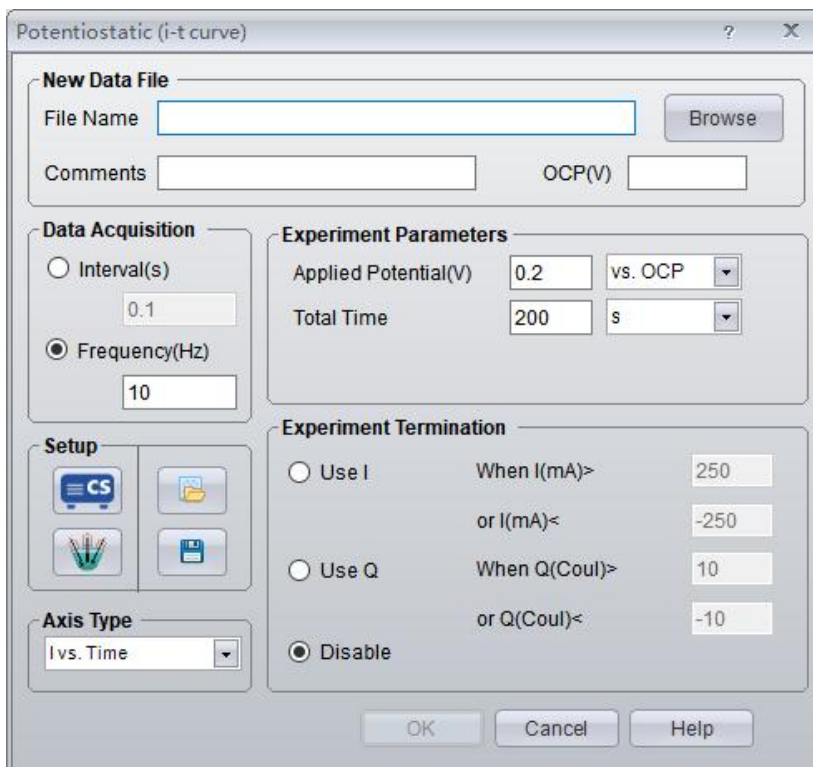 Potentiostatic (i-t curve) ? X
New Data File
File Name Browse
Comments OCP(V)
Data Acquisition
Interval(s)
0.1
Frequency(Hz)
10
Experiment Parameters
Applied Potential(V) 0.2 vs. OCP
Total Time 200 s
Setup
CS
Axis Type
I vs. Time
Experiment Termination
Use I When I(mA)> 250
or I(mA)< -250
Use Q When Q(Coul)> 10
or Q(Coul)< -10
Disable
OK Cancel Help